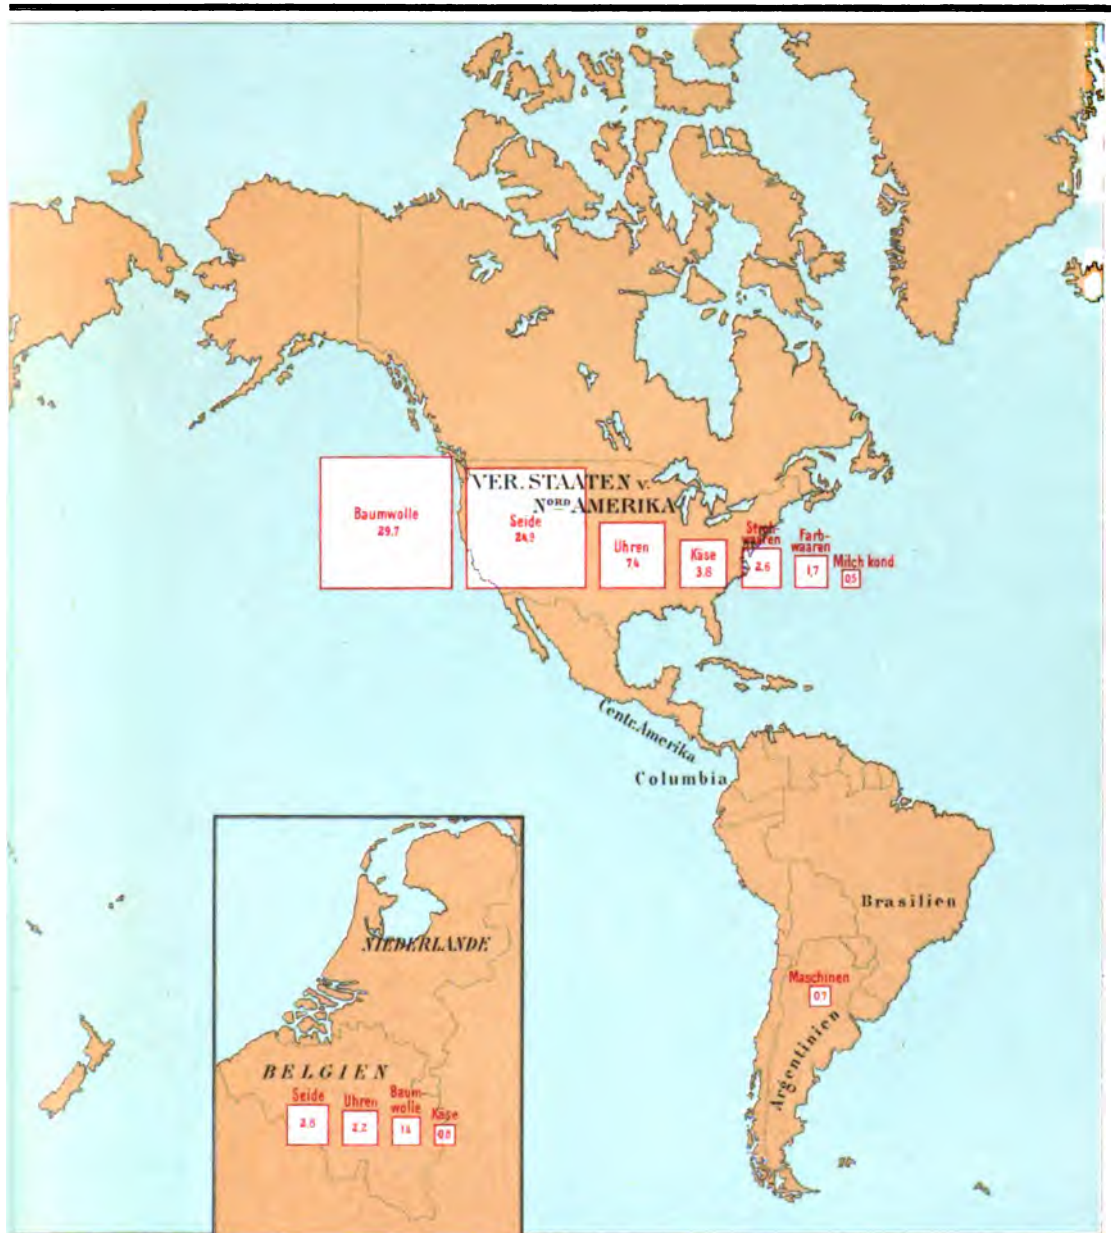 VER. STAATEN v.
NORD AMERIKA
Baumwolle
29,7
Seide
24,9
Uhren
7,4
Käse
3,8
Stroh-
waaren
2,6
Farb-
waaren
1,7
Milch kond.
0,5
Centr. Amerika
Columbia
Brasilien
Maschinen
0,7
Argentinien
NIEDERLANDE
BELGIEN
Seide
Uhren
2,2
Baum-
wolle
Käse
0,8